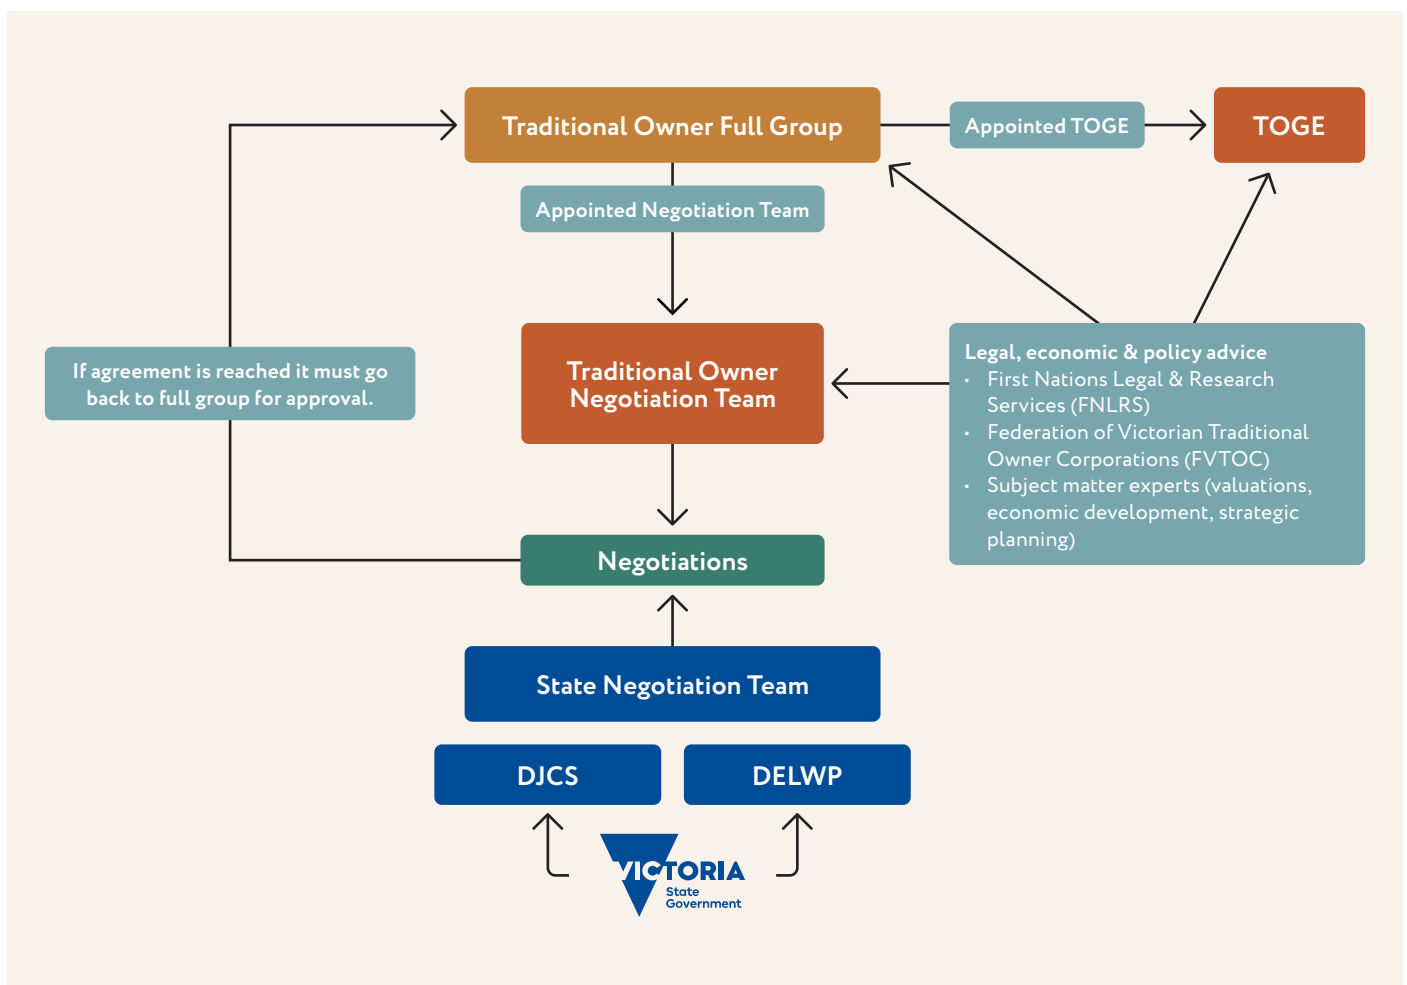 Traditional Owner Full Group
Appointed TOGE
TOGE
Appointed Negotiation Team
Traditional Owner
Negotiation Team
If agreement is reached it must go
back to full group for approval.
Legal, economic & policy advice
• First Nations Legal & Research
Services (FNLRS)
• Federation of Victorian Traditional
Owner Corporations (FVTOC)
• Subject matter experts (valuations,
economic development, strategic
planning)
Negotiations
State Negotiation Team
DJCS
DELWP
VICTORIA
State
Government